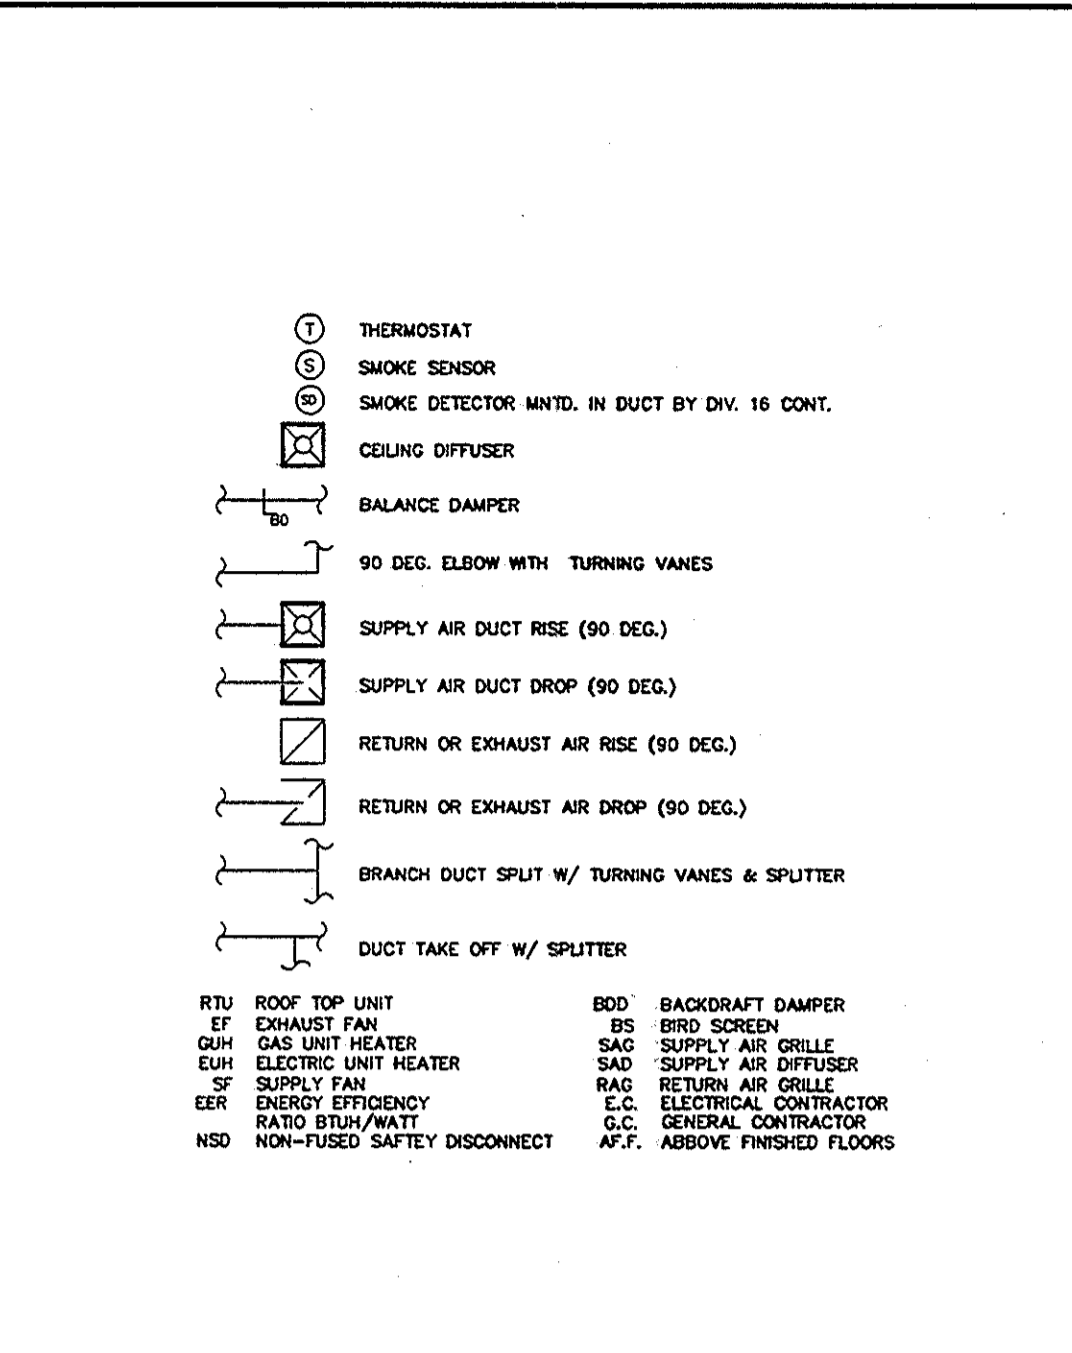 T THERMOSTAT
S SMOKE SENSOR
SD SMOKE DETECTOR MNTD. IN DUCT BY DIV. 16 CONT.
CEILING DIFFUSER
BALANCE DAMPER
BD
90 DEG. ELBOW WITH TURNING VANES
SUPPLY AIR DUCT RISE (90 DEG.)
SUPPLY AIR DUCT DROP (90 DEG.)
RETURN OR EXHAUST AIR RISE (90 DEG.)
RETURN OR EXHAUST AIR DROP (90 DEG.)
BRANCH DUCT SPLIT W/ TURNING VANES & SPLITTER
DUCT TAKE OFF W/ SPLITTER
RTU ROOF TOP UNIT
EF EXHAUST FAN
GUH GAS UNIT HEATER
EUH ELECTRIC UNIT HEATER
SF SUPPLY FAN
EER ENERGY EFFICIENCY
RATIO BTUH/WATT
NSD NON-FUSED SAFTEY DISCONNECT
BDD BACKDRAFT DAMPER
BS BIRD SCREEN
SAG SUPPLY AIR GRILLE
SAD SUPPLY AIR DIFFUSER
RAG RETURN AIR GRILLE
E.C. ELECTRICAL CONTRACTOR
G.C. GENERAL CONTRACTOR
AF.F. ABBOVE FINISHED FLOORS